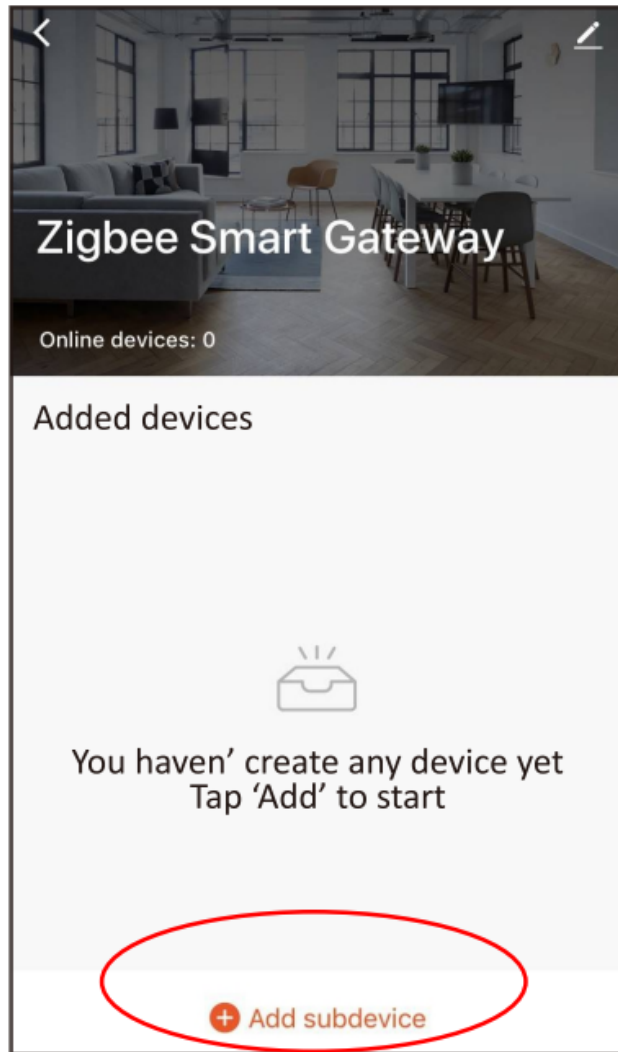 Zigbee Smart Gateway
Online devices: 0
Added devices
You haven’ create any device yet
Tap ‘Add’ to start
Add subdevice